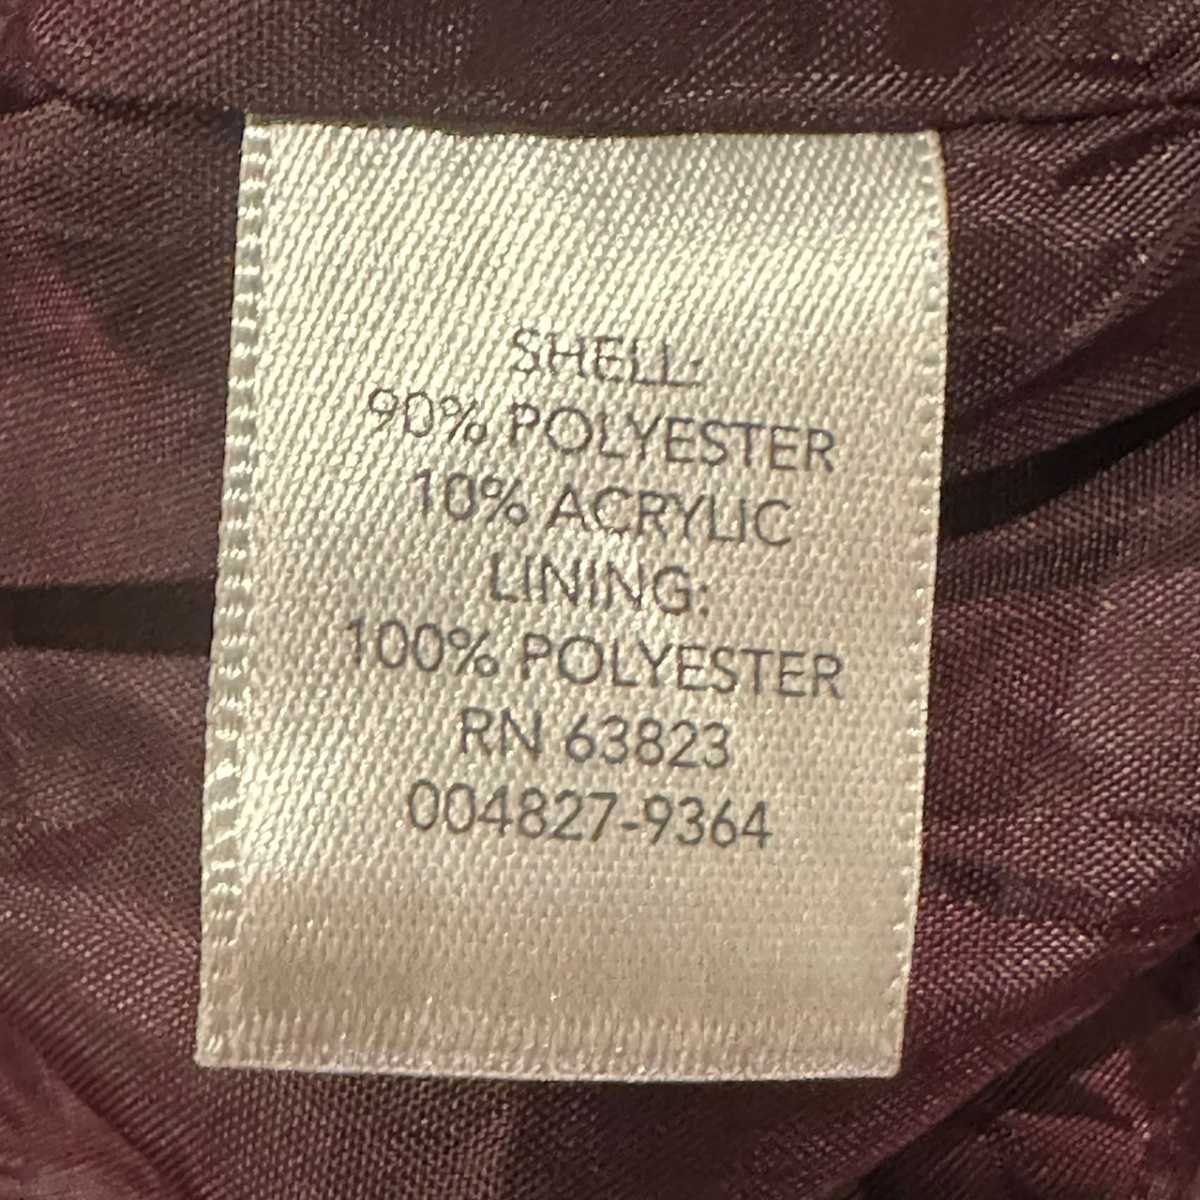 SHELL:
90% POLYESTER
10% ACRYLIC
LINING:
100% POLYESTER
RN 63823
004827-9364